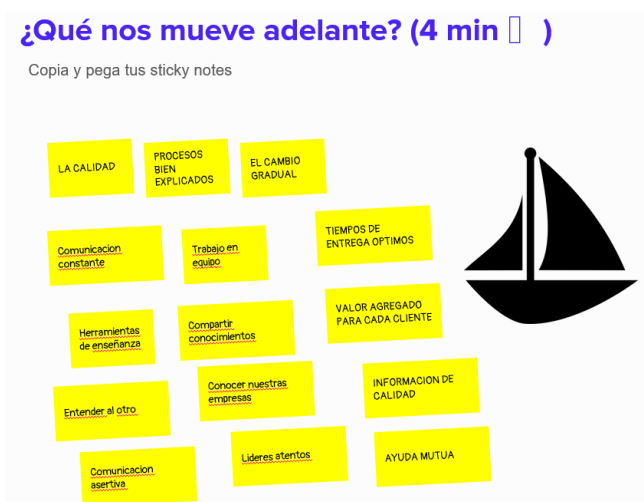 ¿Qué nos mueve adelante? (4 min )
Copia y pega tus sticky notes
LA CALIDAD
PROCESOS
BIEN
EXPLICADOS
EL CAMBIO
GRADUAL
Comunicacion
constante
Trabajo en
equipo
TIEMPOS DE
ENTREGA OPTIMOS
Herramientas
de enseñanza
Compartir
conocimientos
VALOR AGREGADO
PARA CADA CLIENTE
Entender al otro
Conocer nuestras
empresas
INFORMACION DE
CALIDAD
Comunicacion
asertiva
Lideres atentos
AYUDA MUTUA